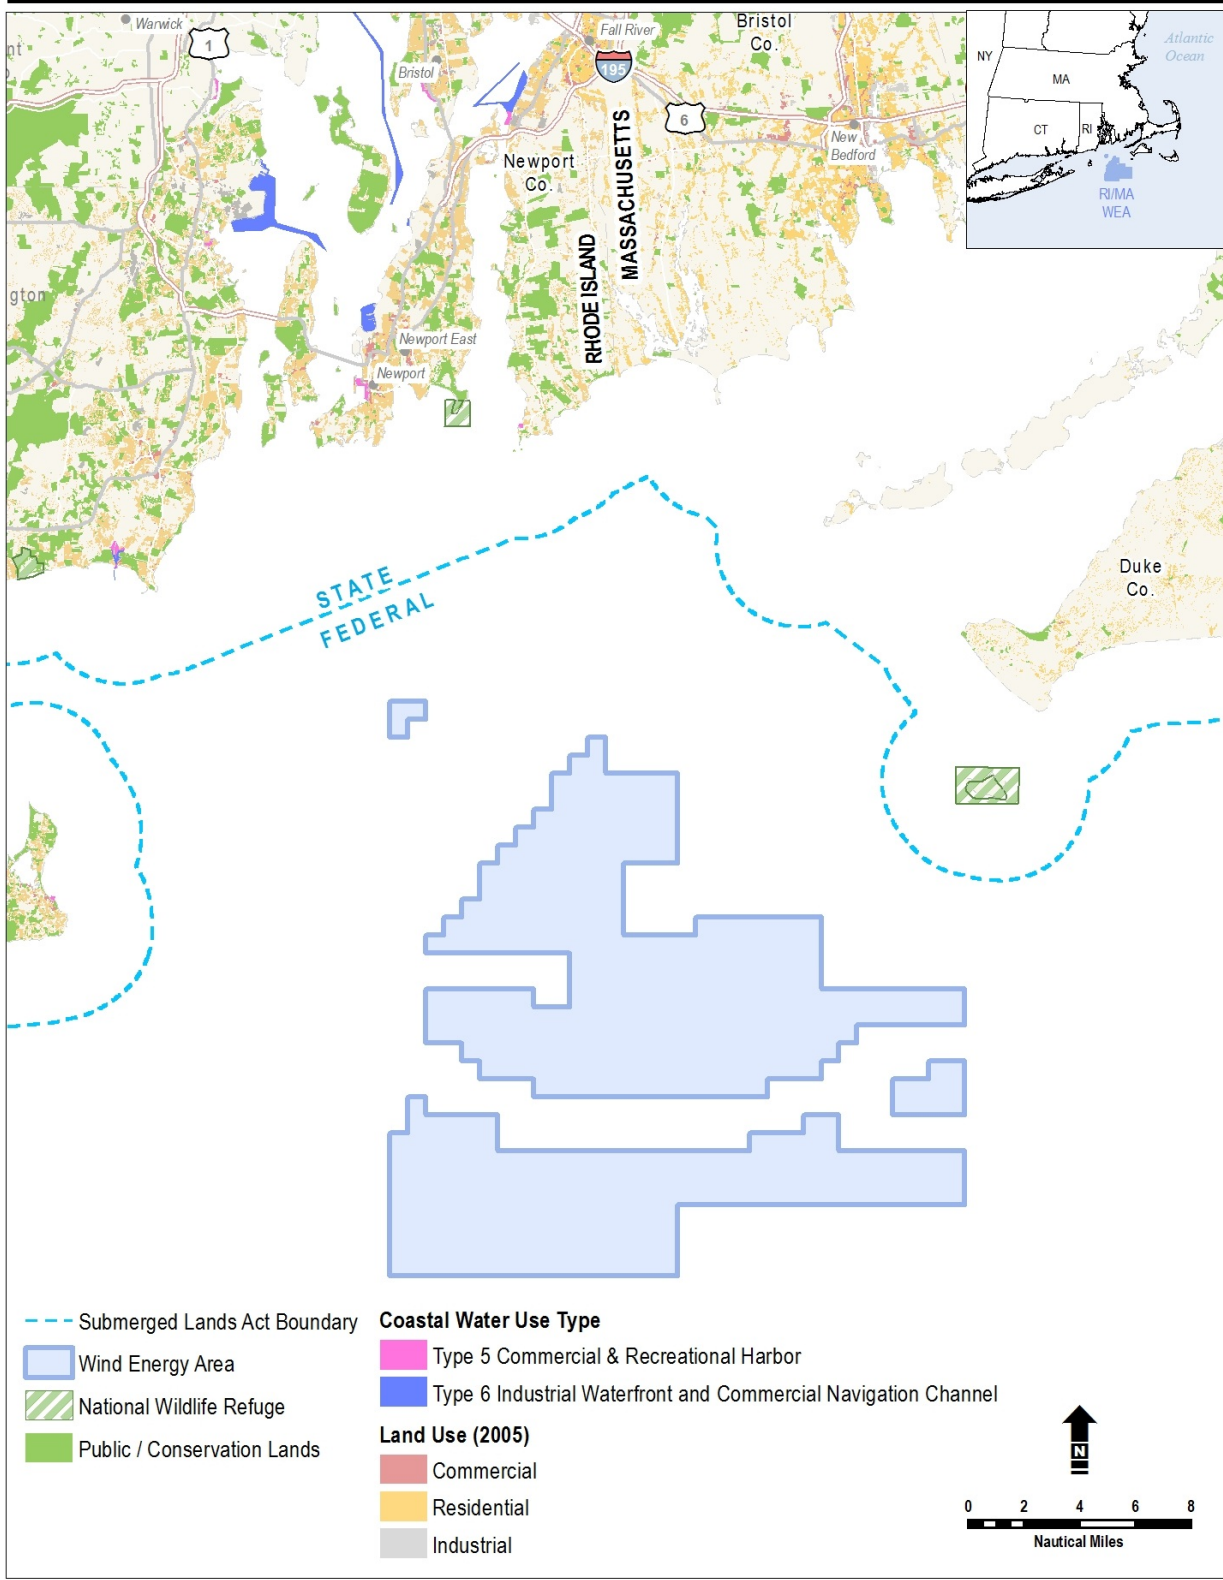 Warwick
1
Fall River
Bristol
Co.
Bristol
195
6
New
Bedford
Newport
Co.
MASSACHUSETTS
RHODE ISLAND
nt
gton
Newport East
Newport
Atlantic
Ocean
NY
MA
CT
RI
RI/MA
WEA
STATE
FEDERAL
Duke
Co.
Submerged Lands Act Boundary
Wind Energy Area
National Wildlife Refuge
Public / Conservation Lands
Coastal Water Use Type
Type 5 Commercial & Recreational Harbor
Type 6 Industrial Waterfront and Commercial Navigation Channel
Land Use (2005)
Commercial
Residential
Industrial
N
0 2 4 6 8
Nautical Miles